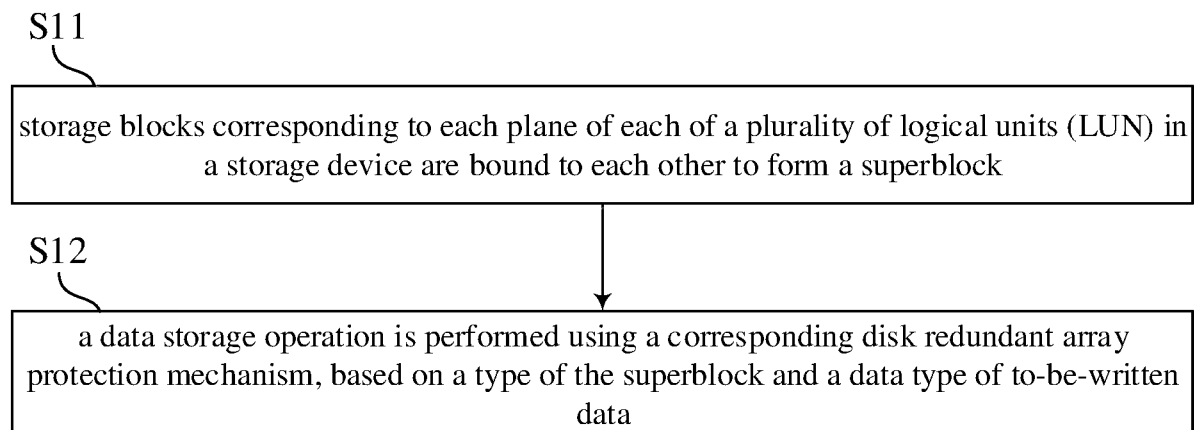 S11
storage blocks corresponding to each plane of each of a plurality of logical units (LUN) in
a storage device are bound to each other to form a superblock
S12
a data storage operation is performed using a corresponding disk redundant array
protection mechanism, based on a type of the superblock and a data type of to-be-written
data